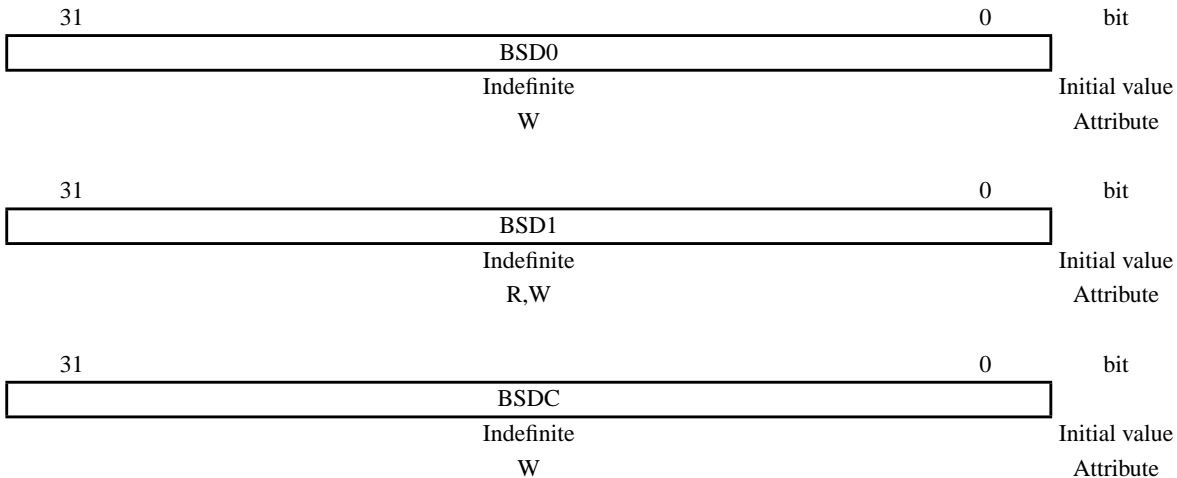 31 0 bit
BSD0
Indefinite Initial value
W Attribute
31 0 bit
BSD1
Indefinite Initial value
R,W Attribute
31 0 bit
BSDC
Indefinite Initial value
W Attribute